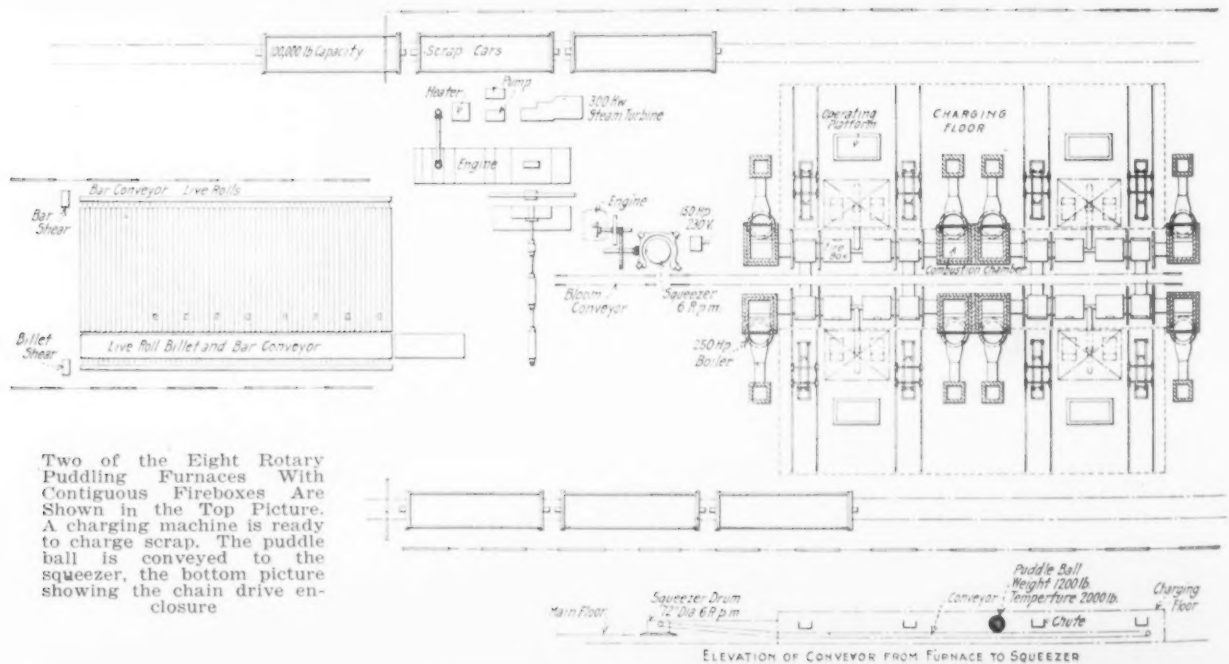 100,000 lb Capacity
Scrap Cars
Pump
Heater
300 Kw
Steam Turbine
Operating
Platform
CHARGING
FLOOR
Engine
Bar Conveyor Live Rolls
Bar
Shear
Engine
150 Hp
230 V.
Fire
Box
A
Combustion Chamber
Bloom
Conveyor
Squeezer
6 R.p.m.
Billet
Shear
Live Roll Billet and Bar Conveyor
250 Hp
Boiler
Two of the Eight Rotary
Puddling Furnaces With
Contiguous Fireboxes Are
Shown in the Top Picture.
A charging machine is ready
to charge scrap. The puddle
ball is conveyed to the
squeezer, the bottom picture
showing the chain drive en-
closure
Puddle Ball
Weight 1200 lb.
Temperture 2000 lb.
Squeezer Drum
72" Dia 6 R.p.m
Main Floor
Conveyor
Charging
Floor
Chute
ELEVATION OF CONVEYOR FROM FURNACE TO SQUEEZER